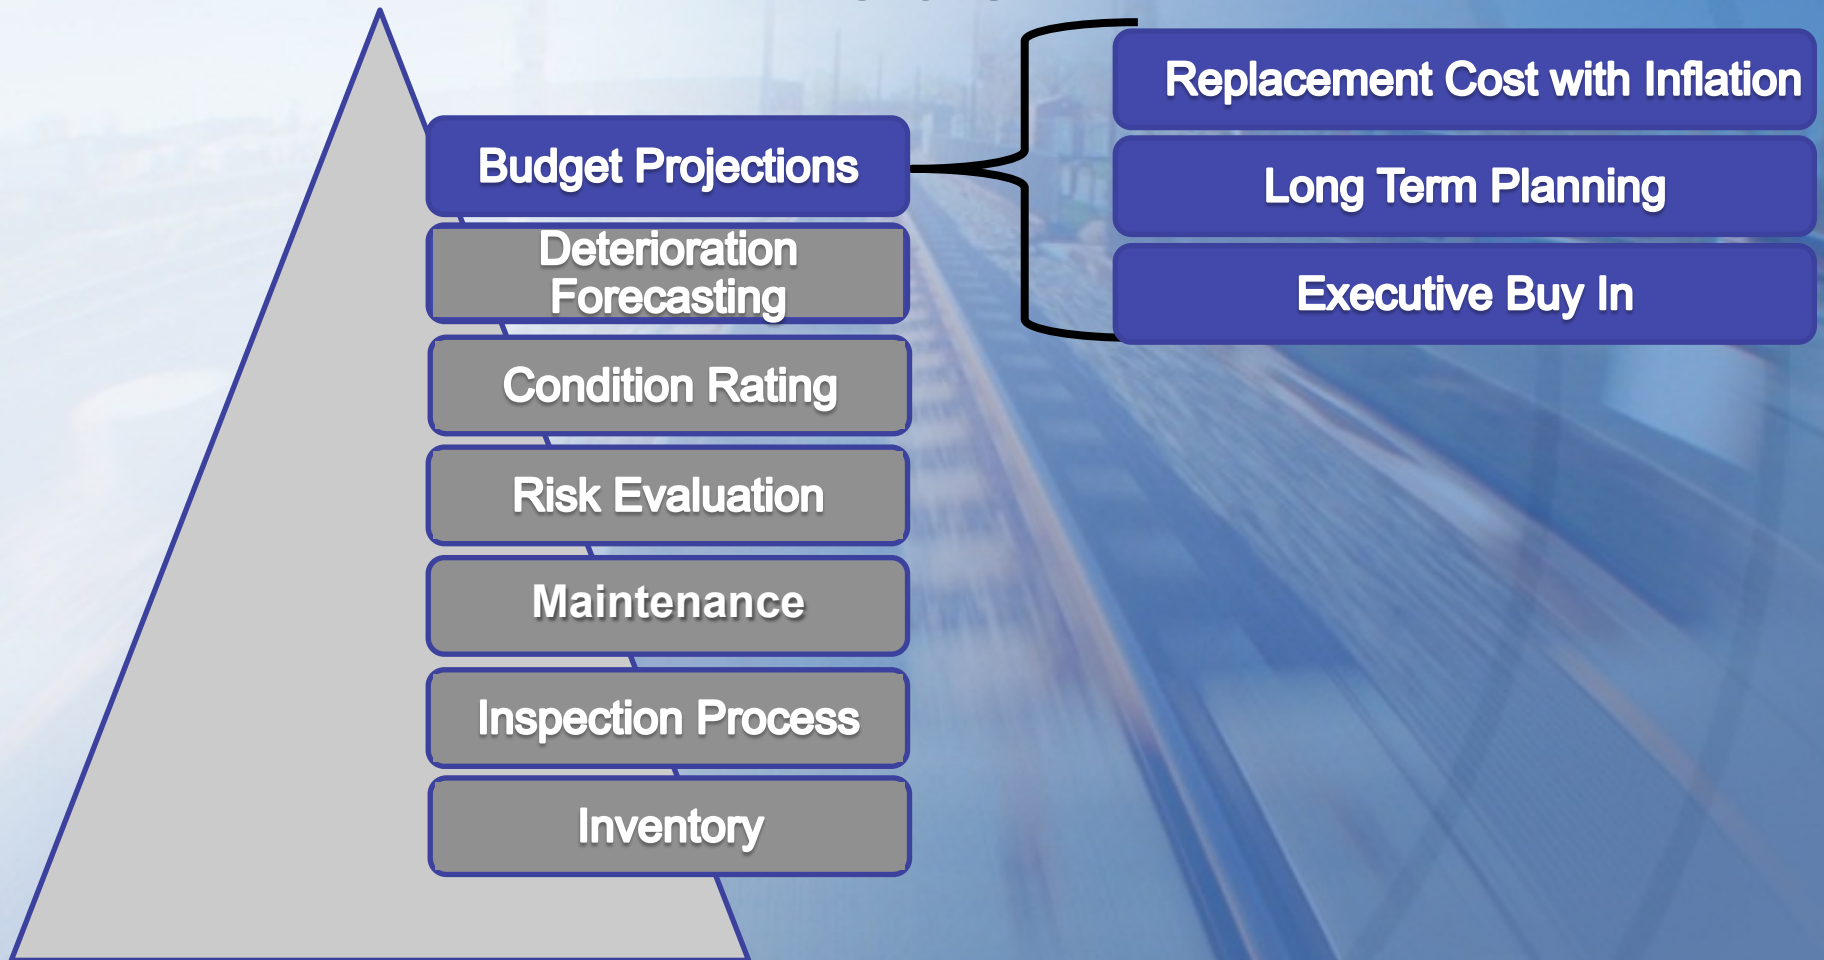 Budget Projections
Deterioration
Forecasting
Condition Rating
Risk Evaluation
Maintenance
Inspection Process
Inventory
Replacement Cost with Inflation
Long Term Planning
Executive Buy In